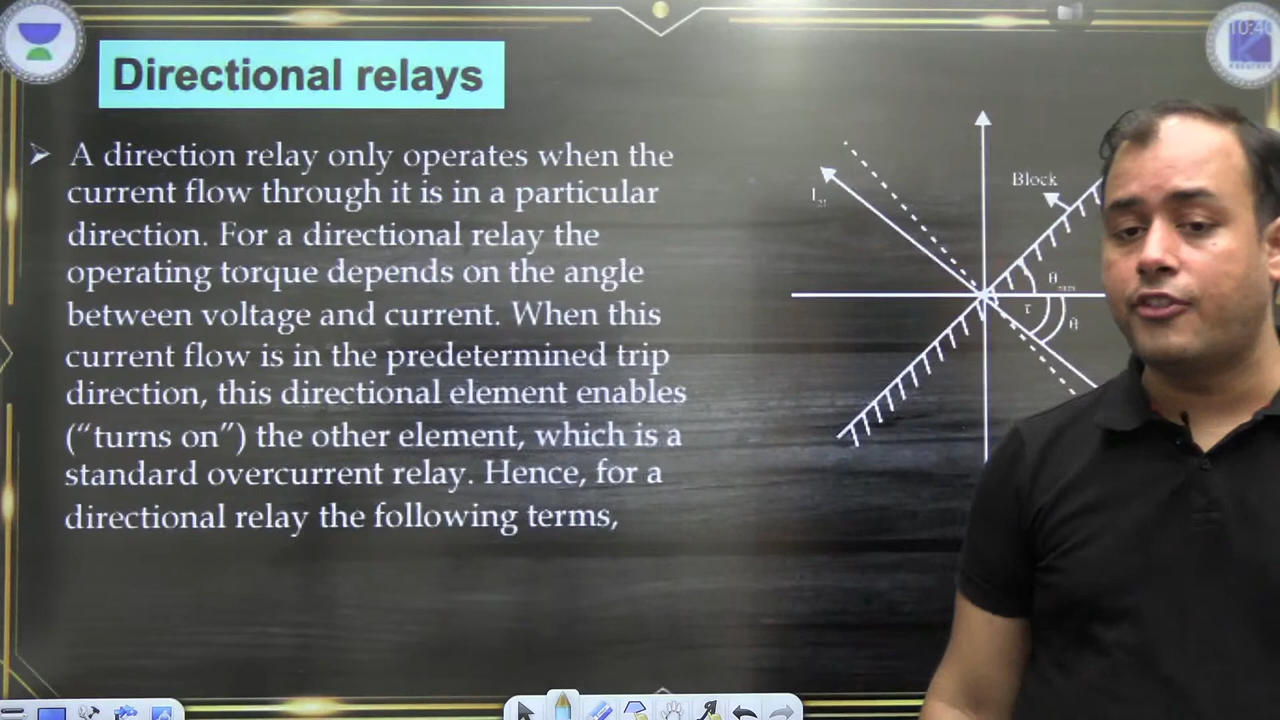 Directional relays
10:40
➢ A direction relay only operates when the
current flow through it is in a particular
direction. For a directional relay the
operating torque depends on the angle
between voltage and current. When this
current flow is in the predetermined trip
direction, this directional element enables
(“turns on”) the other element, which is a
standard overcurrent relay. Hence, for a
directional relay the following terms,
Block
τ
θ